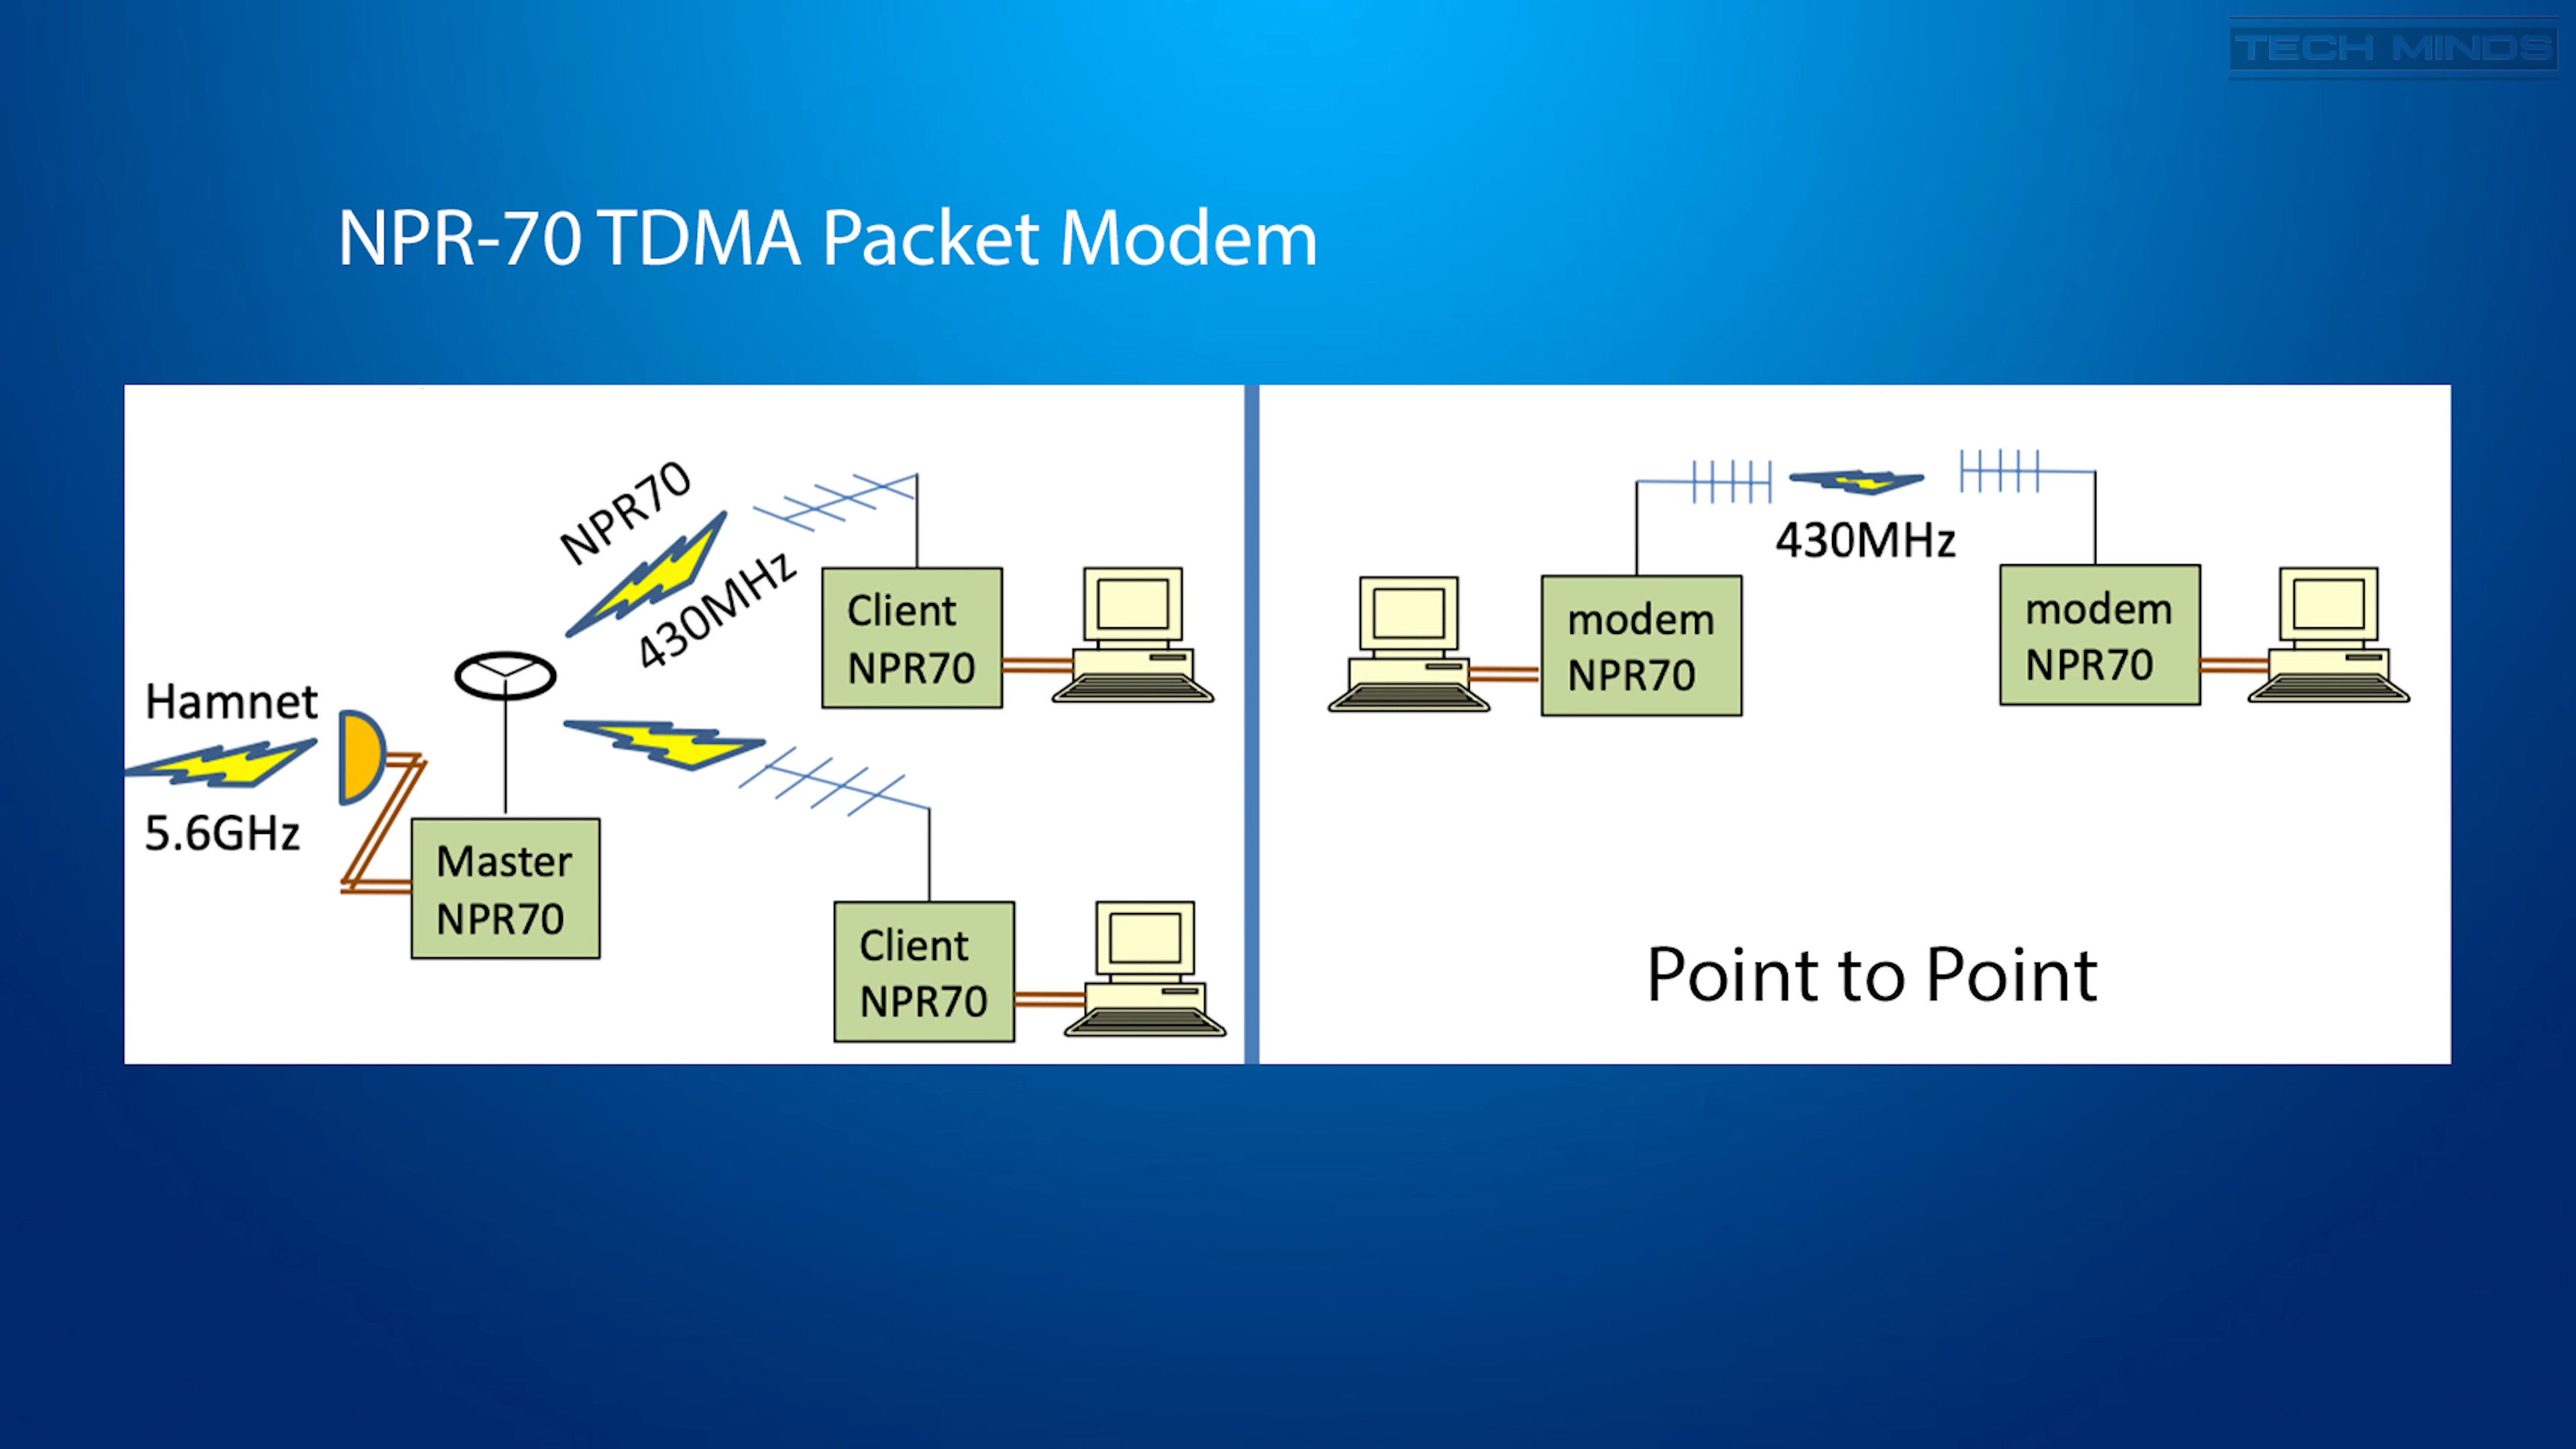 TECH MINDS
NPR-70 TDMA Packet Modem
NPR70
430MHz
Client
NPR70
Hamnet
5.6GHz
Master
NPR70
Client
NPR70
430MHz
modem
NPR70
modem
NPR70
Point to Point